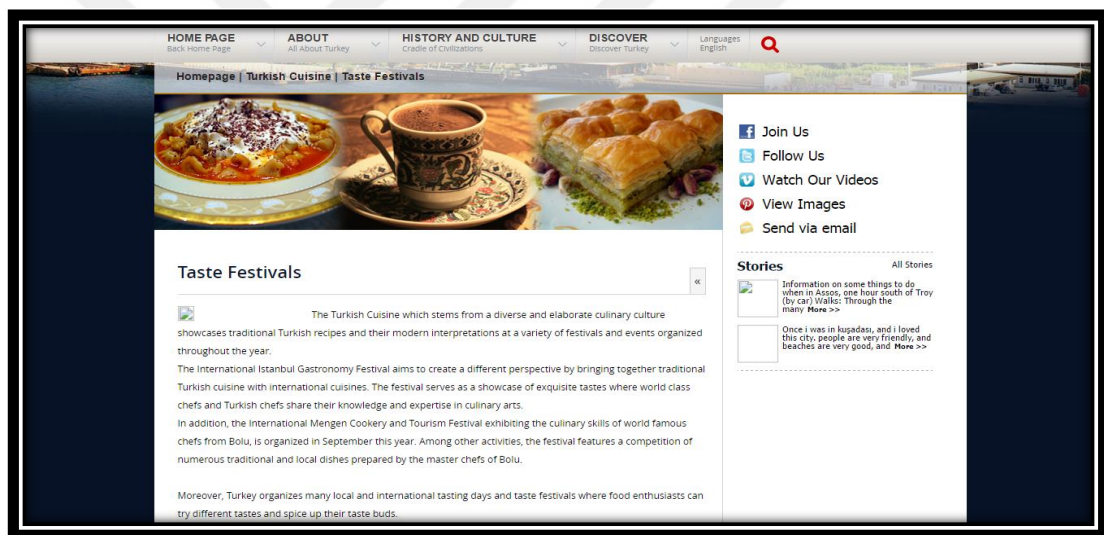 HOME PAGE
Back Home Page
ABOUT
All About Turkey
HISTORY AND CULTURE
Cradle of Civilizations
DISCOVER
Discover Turkey
Languages
English
Homepage | Turkish Cuisine | Taste Festivals
Join Us
Follow Us
Watch Our Videos
View Images
Send via email
Taste Festivals
«
The Turkish Cuisine which stems from a diverse and elaborate culinary culture
showcases traditional Turkish recipes and their modern interpretations at a variety of festivals and events organized
throughout the year.
The International Istanbul Gastronomy Festival aims to create a different perspective by bringing together traditional
Turkish cuisine with international cuisines. The festival serves as a showcase of exquisite tastes where world class
chefs and Turkish chefs share their knowledge and expertise in culinary arts.
In addition, the International Mengen Cookery and Tourism Festival exhibiting the culinary skills of world famous
chefs from Bolu, is organized in September this year. Among other activities, the festival features a competition of
numerous traditional and local dishes prepared by the master chefs of Bolu.
Moreover, Turkey organizes many local and international tasting days and taste festivals where food enthusiasts can
try different tastes and spice up their taste buds.
Stories
All Stories
Information on some things to do
when in Assos, one hour south of Troy
(by car) Walks: Through the
many More >>
Once i was in kuşadası, and i loved
this city, people are very friendly, and
beaches are very good, and More >>